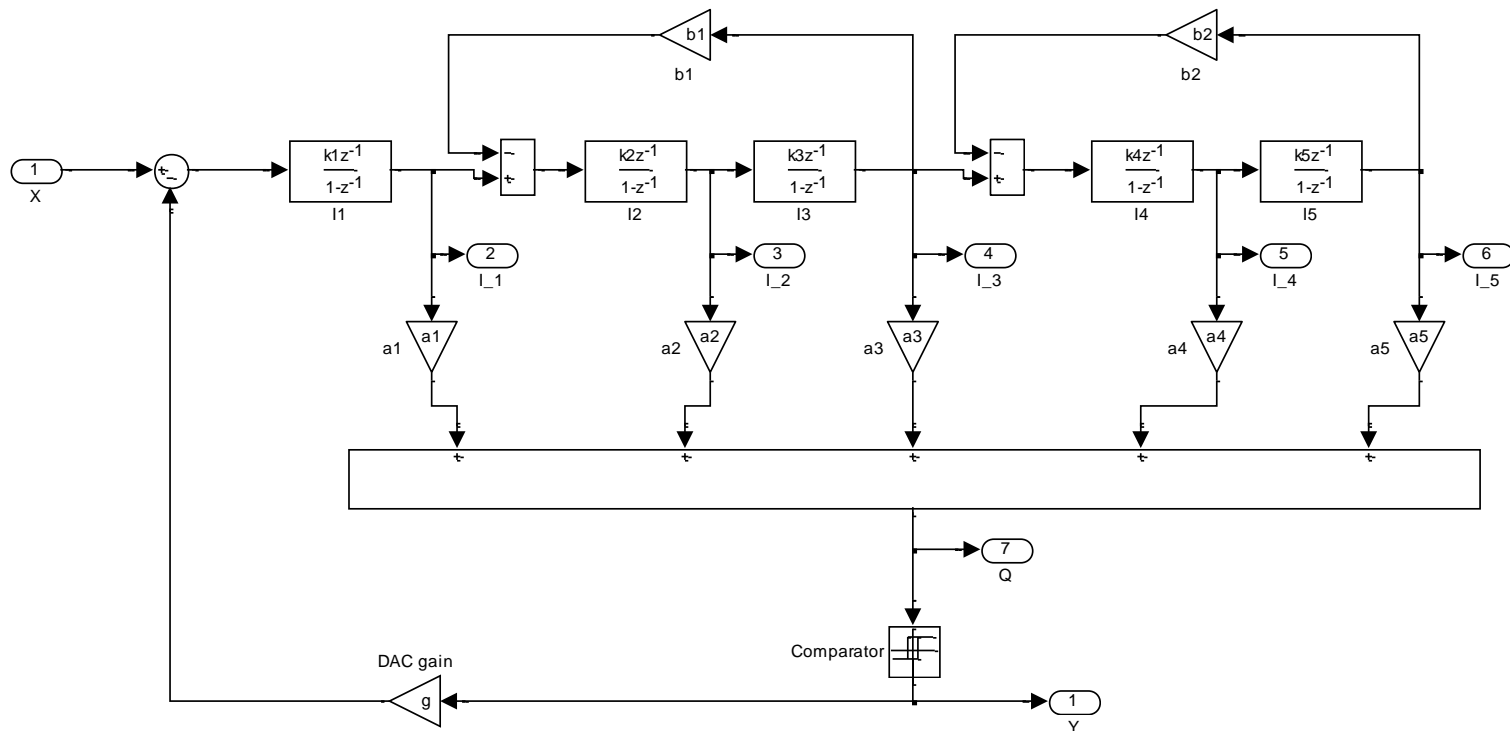 b1
b2
b1
b2
1
X
+
-
k1z-1
1-z-1
I1
-
+
k2z-1
1-z-1
I2
k3z-1
1-z-1
I3
-
+
k4z-1
1-z-1
I4
k5z-1
1-z-1
I5
2
I_1
3
I_2
4
I_3
5
I_4
6
I_5
a1
a1
a2
a2
a3
a3
a4
a4
a5
a5
+
+
+
+
+
7
Q
Comparator
DAC gain
g
1
Y